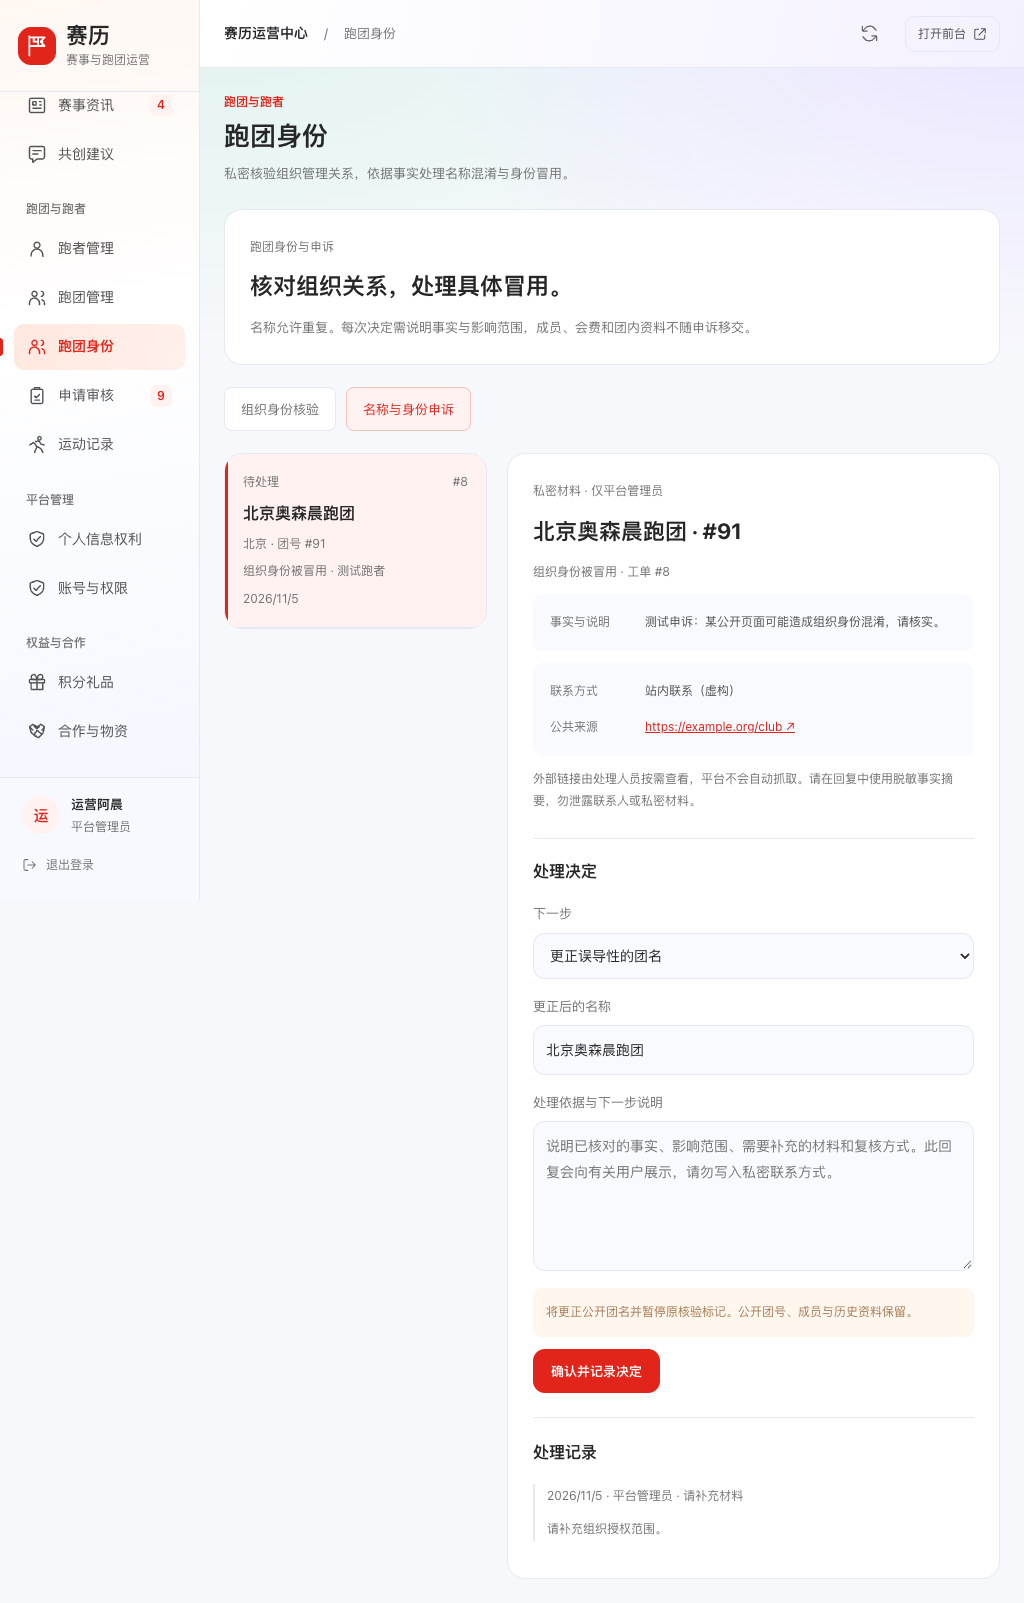 赛历
赛事与跑团运营
赛事资讯 4
共创建议
跑团与跑者
跑者管理
跑团管理
跑团身份
申请审核 9
运动记录
平台管理
个人信息权利
账号与权限
权益与合作
积分礼品
合作与物资
运 运营阿晨
平台管理员
退出登录
赛历运营中心 / 跑团身份
打开前台
跑团与跑者
跑团身份
私密核验组织管理关系，依据事实处理名称混淆与身份冒用。
跑团身份与申诉
核对组织关系，处理具体冒用。
名称允许重复。每次决定需说明事实与影响范围，成员、会费和团内资料不随申诉移交。
组织身份核验
名称与身份申诉
待处理 #8
北京奥森晨跑团
北京 · 团号 #91
组织身份被冒用 · 测试跑者
2026/11/5
私密材料 · 仅平台管理员
北京奥森晨跑团 · #91
组织身份被冒用 · 工单 #8
事实与说明 测试申诉：某公开页面可能造成组织身份混淆，请核实。
联系方式 站内联系（虚构）
公共来源 https://example.org/club ↗
外部链接由处理人员按需查看，平台不会自动抓取。请在回复中使用脱敏事实摘
要，勿泄露联系人或私密材料。
处理决定
下一步
更正误导性的团名
更正后的名称
北京奥森晨跑团
处理依据与下一步说明
说明已核对的事实、影响范围、需要补充的材料和复核方式。此回
复会向有关用户展示，请勿写入私密联系方式。
将更正公开团名并暂停原核验标记。公开团号、成员与历史资料保留。
确认并记录决定
处理记录
2026/11/5 · 平台管理员 · 请补充材料
请补充组织授权范围。